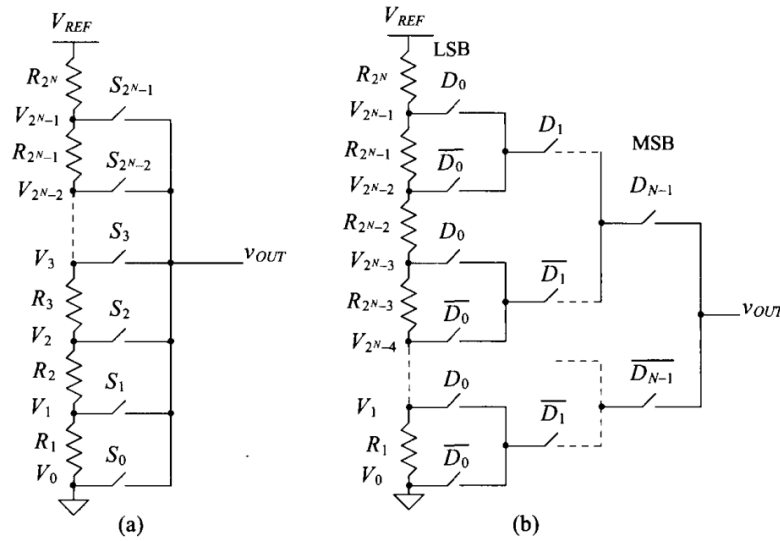 V_REF
R_2^N
S_2^N–1
V_2^N–1
R_2^N–1
S_2^N–2
V_2^N–2
S_3
V_3
v_OUT
R_3
S_2
V_2
R_2
S_1
V_1
R_1
S_0
V_0
(a)
V_REF
LSB
R_2^N
D_0
V_2^N–1
D_1
R_2^N–1
MSB
D̅_0
V_2^N–2
D_N–1
R_2^N–2
D_0
V_2^N–3
D̅_1
R_2^N–3
v_OUT
D̅_0
V_2^N–4
D̅_N–1
D_0
V_1
D̅_1
R_1
D̅_0
V_0
(b)